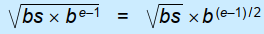 √(bs × b^(e–1)) = √(bs) × b^((e–1)/2)